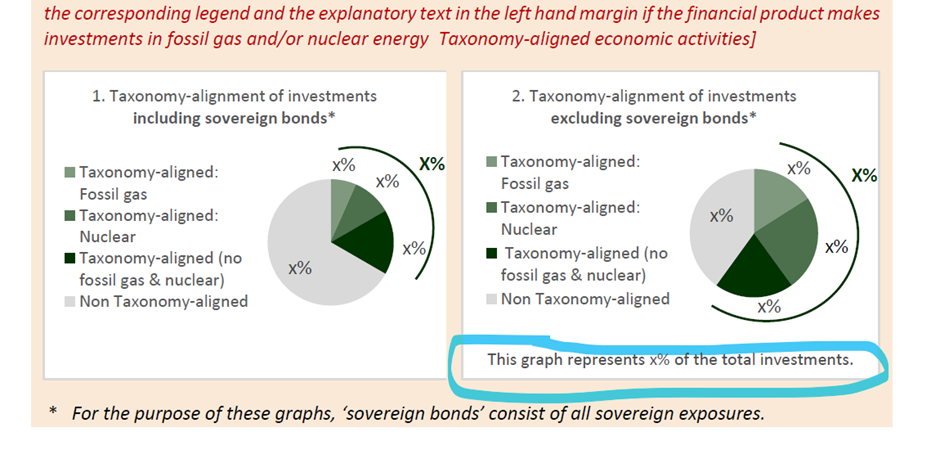 the corresponding legend and the explanatory text in the left hand margin if the financial product makes
investments in fossil gas and/or nuclear energy  Taxonomy-aligned economic activities]
1. Taxonomy-alignment of investments
including sovereign bonds*
Taxonomy-aligned:
Fossil gas
Taxonomy-aligned:
Nuclear
Taxonomy-aligned (no
fossil gas & nuclear)
Non Taxonomy-aligned
x%
x%
X%
x%
x%
2. Taxonomy-alignment of investments
excluding sovereign bonds*
Taxonomy-aligned:
Fossil gas
Taxonomy-aligned:
Nuclear
Taxonomy-aligned (no
fossil gas & nuclear)
Non Taxonomy-aligned
x%
X%
x%
x%
x%
This graph represents x% of the total investments.
* For the purpose of these graphs, ‘sovereign bonds’ consist of all sovereign exposures.